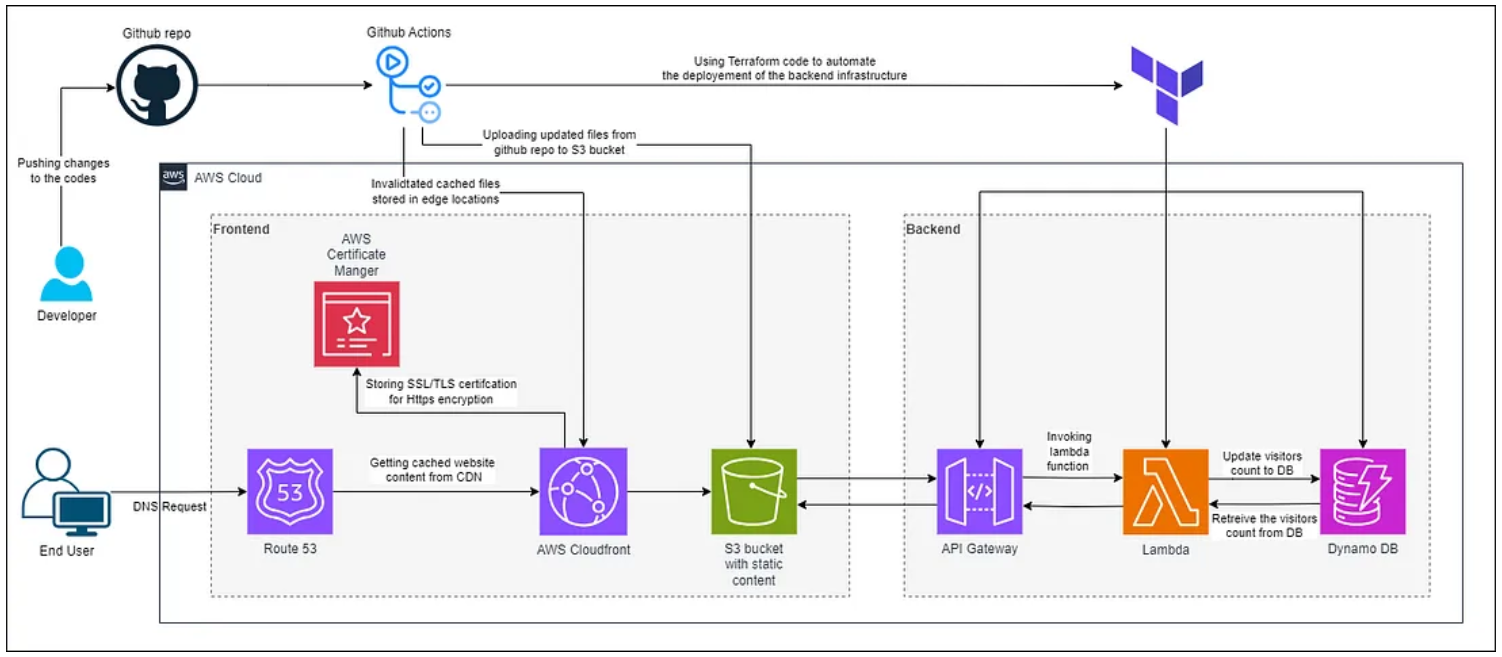 Github repo
Github Actions
Using Terraform code to automate
the deployement of the backend infrastructure
Uploading updated files from
github repo to S3 bucket
Pushing changes
to the codes
aws
AWS Cloud
Invalidtated cached files
stored in edge locations
Frontend
Backend
AWS
Certificate
Manger
Developer
Storing SSL/TLS certifcation
for Https encryption
Getting cached website
content from CDN
Invoking
lambda
function
Update visitors
count to DB
53
</>
DNS Request
Retreive the visitors
count from DB
End User
Route 53
AWS Cloudfront
S3 bucket
with static
content
API Gateway
Lambda
Dynamo DB